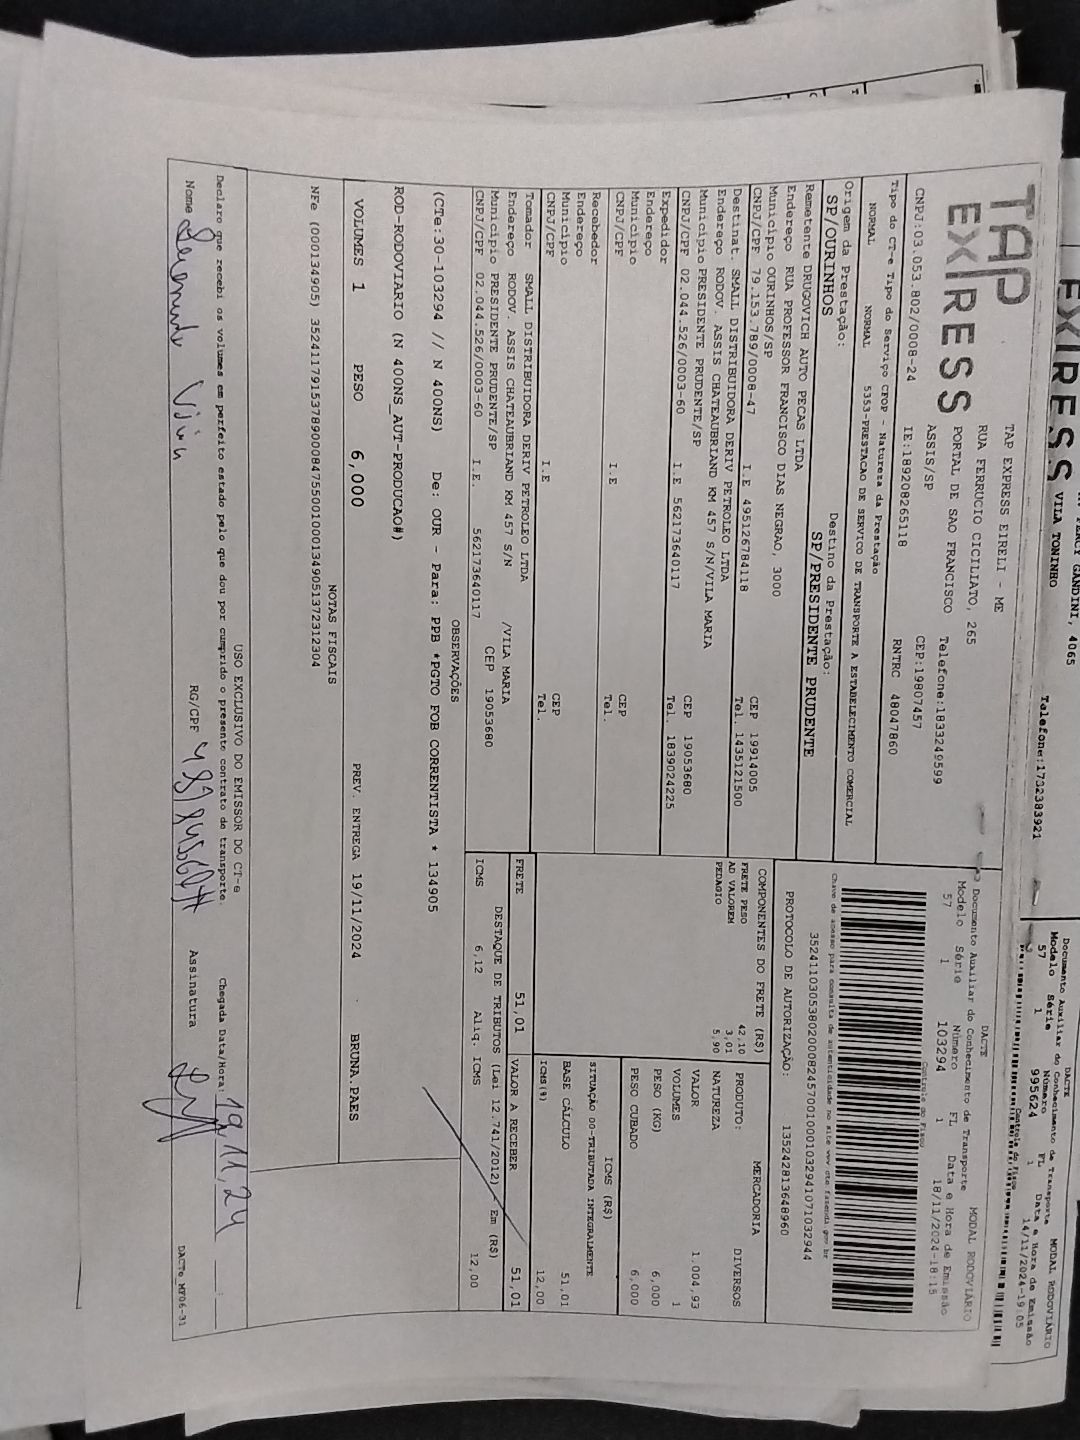 EXPRESS
R. PERCY GANDINI, 4065
VILA TONINHO
Telefone:1732383921
DACTE
Documento Auxiliar do Conhecimento de Transporte MODAL RODOVIÁRIO
Modelo Série Número FL Data e Hora de Emissão
57 1 995624 1 14/11/2024-19:05
Controle do Fisco
TAP
EXPRESS
TAP EXPRESS EIRELI - ME
RUA FERRUCIO CICILIATO, 265
PORTAL DE SAO FRANCISCO Telefone:1833249599
ASSIS/SP CEP:19807457
CNPJ:03.053.802/0008-24 IE:189208265118 RNTRC 48047860
DACTE
Documento Auxiliar do Conhecimento de Transporte MODAL RODOVIÁRIO
Modelo Série Número FL Data e Hora de Emissão
57 1 103294 1 18/11/2024-18:15
Controle do Fisco
Tipo do CT-e Tipo do Serviço CFOP - Natureza da Prestação
NORMAL NORMAL 5353-PRESTACAO DE SERVICO DE TRANSPORTE A ESTABELECIMENTO COMERCIAL
Chave de acesso para consulta de autenticidade no site www.cte.fazenda.gov.br
35241103053802000824570010001032941071032944
Origem da Prestação: Destino da Prestação:
SP/OURINHOS SP/PRESIDENTE PRUDENTE
PROTOCOLO DE AUTORIZAÇÃO: 135242813648960
Remetente DRUGOVICH AUTO PECAS LTDA
Endereço RUA PROFESSOR FRANCISCO DIAS NEGRAO, 3000
Município OURINHOS/SP CEP 19914005
CNPJ/CPF 79.153.789/0008-47 I.E 495126784118 Tel. 1435121500
Destinat. SMALL DISTRIBUIDORA DERIV PETROLEO LTDA
Endereço RODOV. ASSIS CHATEAUBRIAND KM 457 S/N/VILA MARIA
Município PRESIDENTE PRUDENTE/SP CEP 19053680
CNPJ/CPF 02.044.526/0003-60 I.E 562173640117 Tel. 1839024225
Expedidor
Endereço
Município CEP
CNPJ/CPF I.E Tel.
Recebedor
Endereço
Município CEP
CNPJ/CPF I.E Tel.
Tomador SMALL DISTRIBUIDORA DERIV PETROLEO LTDA
Endereço RODOV. ASSIS CHATEAUBRIAND KM 457 S/N /VILA MARIA
Município PRESIDENTE PRUDENTE/SP CEP 19053680
CNPJ/CPF 02.044.526/0003-60 I.E. 562173640117
COMPONENTES DO FRETE (R$)
FRETE PESO 42,10
AD VALOREM 3,01
PEDAGIO 5,90
MERCADORIA
PRODUTO: DIVERSOS
NATUREZA
VALOR 1.004,93
VOLUMES 1
PESO (KG) 6,000
PESO CUBADO 6,000
ICMS (R$)
SITUAÇÃO 00-TRIBUTADA INTEGRALMENTE
BASE CÁLCULO 51,01
ICMS(%) 12,00
FRETE 51,01 VALOR A RECEBER 51,01
DESTAQUE DE TRIBUTOS (Lei 12.741/2012) Em (R$)
ICMS 6,12 Aliq. ICMS 12,00
OBSERVAÇÕES
(CTe:30-103294 // N 400NS) De: OUR - Para: PPB *PGTO FOB CORRENTISTA * 134905
ROD-RODOVIARIO (N 400NS_AUT-PRODUCAO#)
VOLUMES 1 PESO 6,000 PREV. ENTREGA 19/11/2024 BRUNA.PAES
NOTAS FISCAIS
NFe (000134905) 35241179153789000847550010001349051372312304
USO EXCLUSIVO DO EMISSOR DO CT-e
Declaro que recebi os volumes em perfeito estado pelo que dou por cumprido o presente contrato de transporte. Chegada Data/Hora: 19,11,24
Nome RG/CPF Assinatura
DACTe_MY06-31